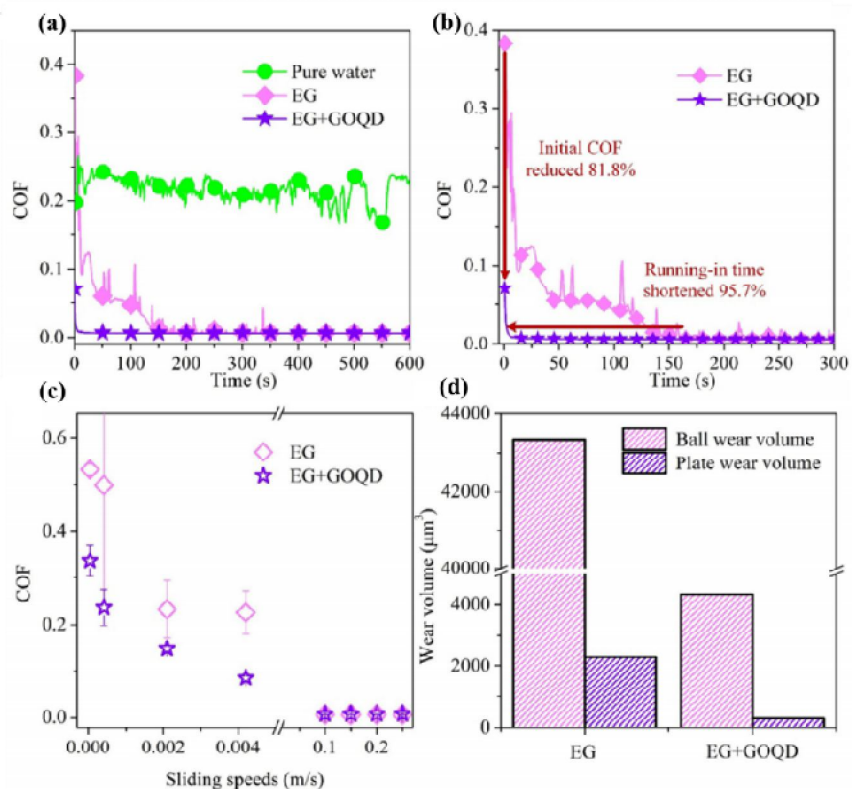 (a)
0.4
0.3
0.2
0.1
0.0
COF
Pure water
EG
EG+GOQD
0 100 200 300 400 500 600
Time (s)
(b)
0.4
0.3
0.2
0.1
0.0
COF
EG
EG+GOQD
Initial COF
reduced 81.8%
Running-in time
shortened 95.7%
0 50 100 150 200 250 300
Time (s)
(c)
0.6
0.4
0.2
0.0
COF
EG
EG+GOQD
0.000 0.002 0.004 0.1 0.2
Sliding speeds (m/s)
(d)
44000
42000
40000
4000
2000
0
Wear volume (μm³)
Ball wear volume
Plate wear volume
EG EG+GOQD